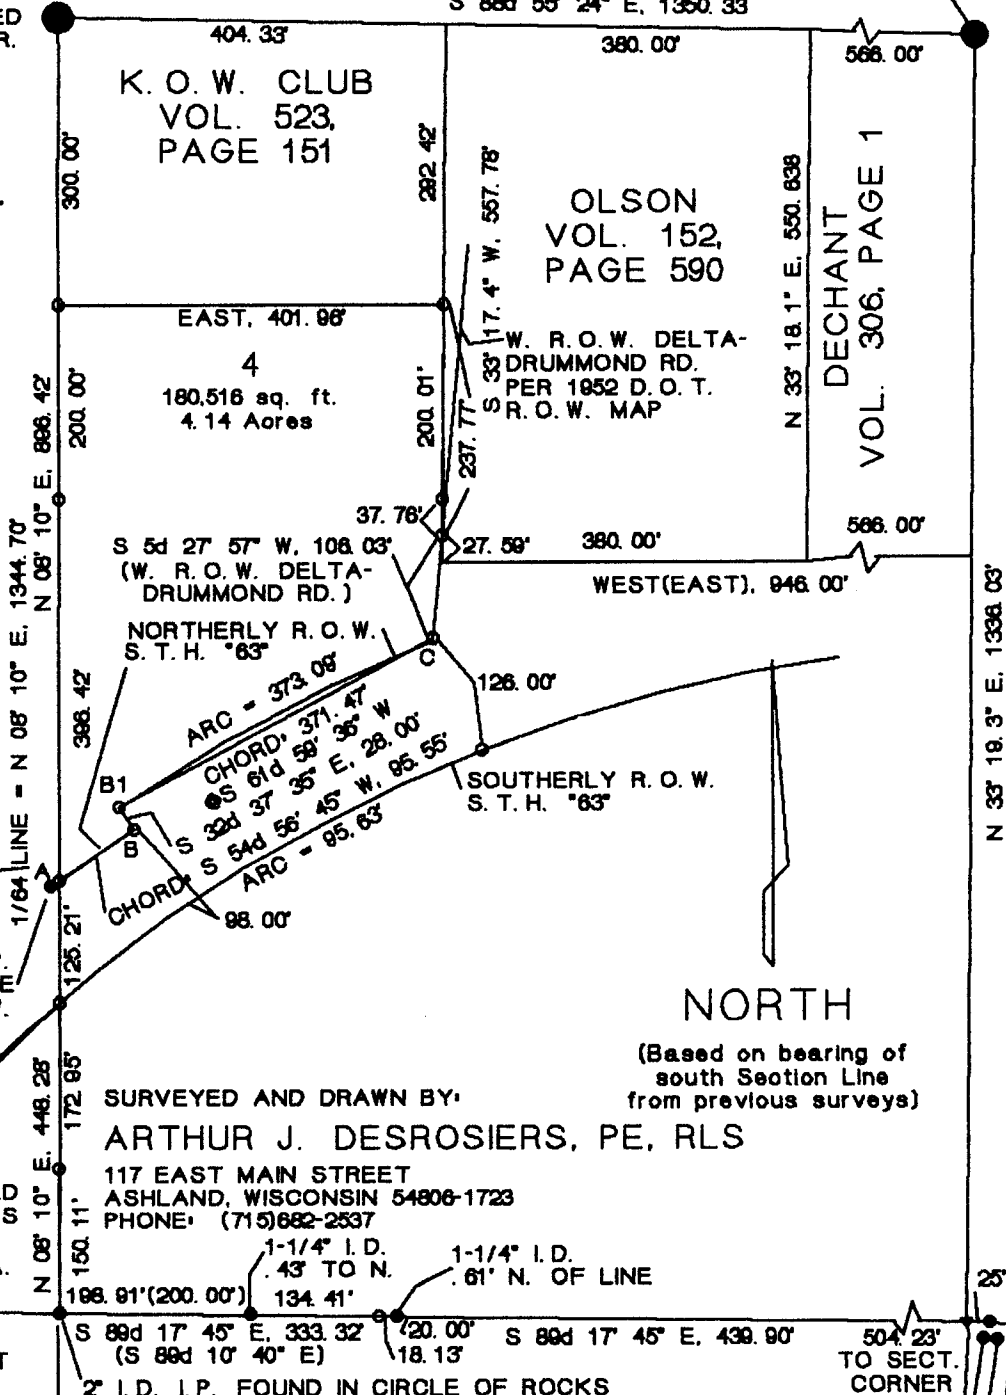 S 88d 55' 24" E, 1350.33
404.33'
380.00'
566.00'
K.O.W. CLUB
VOL. 523,
PAGE 151
300.00'
292.42'
OLSON
VOL. 152,
PAGE 590
S 33' 17.4" W, 557.78'
N 33' 18.1" E, 550.638
DECHANT
VOL. 306, PAGE 1
EAST, 401.96'
4
180,516 sq. ft.
4.14 Acres
W. R.O.W. DELTA-
DRUMMOND RD.
PER 1952 D.O.T.
R.O.W. MAP
200.00'
200.01'
237.77'
N 08' 10" E, 896.42'
37.76'
27.59'
380.00'
566.00'
WEST(EAST), 946.00'
S 5d 27' 57" W, 106.03'
(W. R.O.W. DELTA-
DRUMMOND RD.)
NORTHERLY R.O.W.
S.T.H. "63"
1/64 LINE = N 08' 10" E, 1344.70'
396.42'
C
126.00'
ARC = 373.09'
CHORD: 371.47'
S 61d 59' 36" W
S 32d 37' 35" E, 28.00'
CHORD: S 54d 56' 45" W, 95.55'
ARC = 95.63'
B1
B
A
98.00'
SOUTHERLY R.O.W.
S.T.H. "63"
N 33' 19.3" E, 1336.03'
125.21'
NORTH
(Based on bearing of
south Section Line
from previous surveys)
N 08' 10" E, 448.28'
172.95'
150.11'
SURVEYED AND DRAWN BY:
ARTHUR J. DESROSIERS, PE, RLS
117 EAST MAIN STREET
ASHLAND, WISCONSIN 54806-1723
PHONE: (715)682-2537
1-1/4" I.D.
.43' TO N.
1-1/4" I.D.
.61' N. OF LINE
25'
198.91'(200.00')
134.41'
S 89d 17' 45" E, 333.32'
(S 89d 10' 40" E)
20.00'
18.13'
S 89d 17' 45" E, 439.90'
504.23'
TO SECT.
CORNER
2" I.D. I.P. FOUND IN CIRCLE OF ROCKS